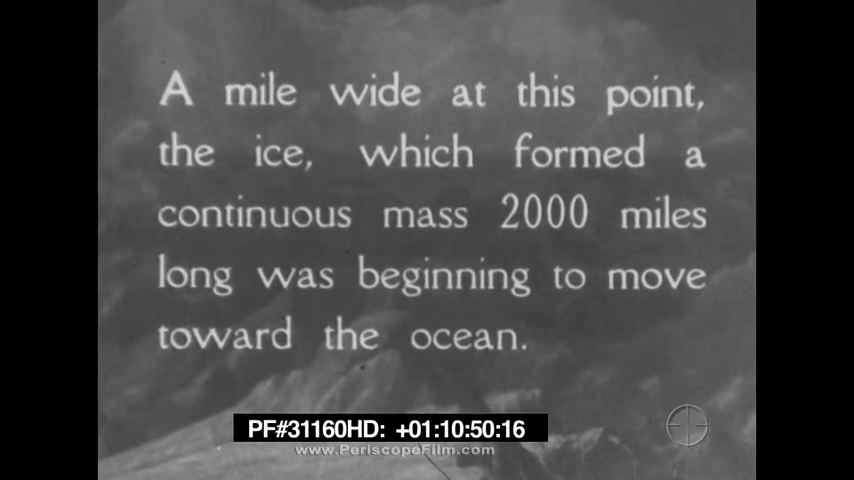 A mile wide at this point,
the ice, which formed a
continuous mass 2000 miles
long was beginning to move
toward the ocean.
PF#31160HD: +01:10:50:16
www.PeriscopeFilm.com